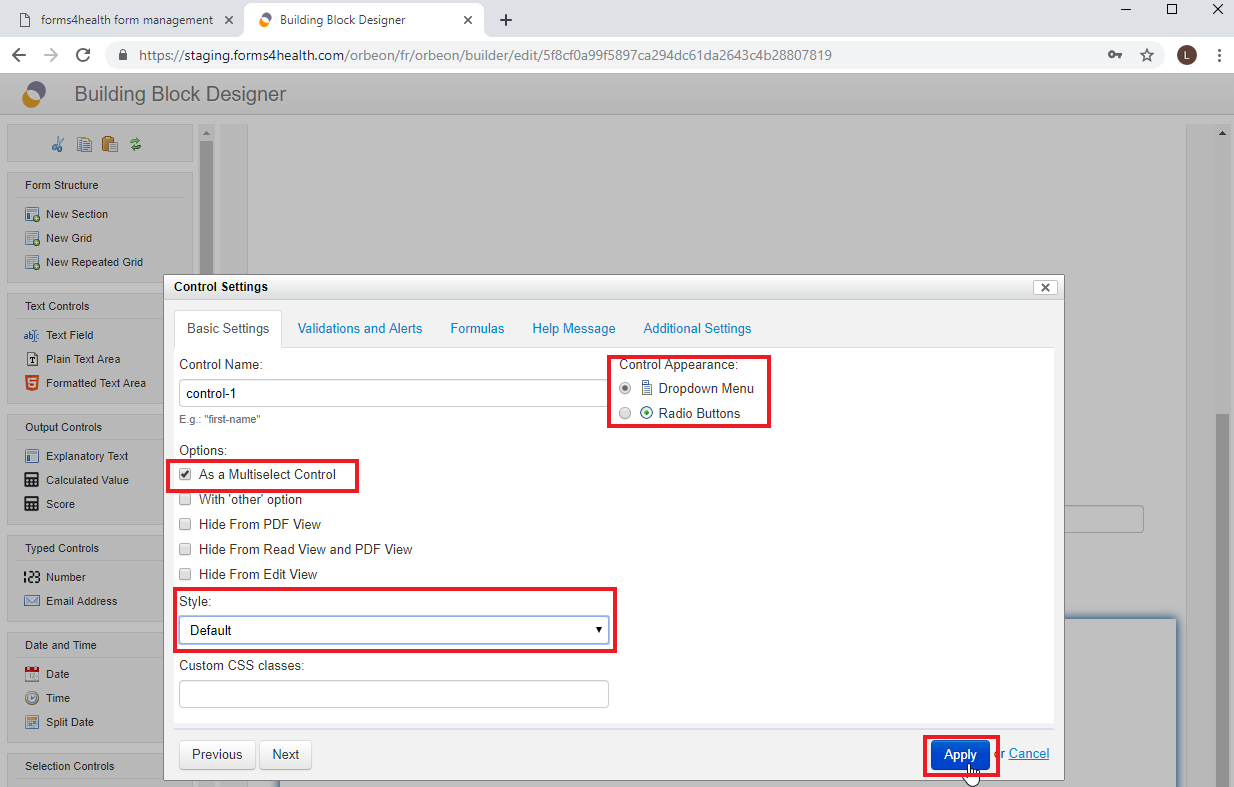 forms4health form management
Building Block Designer
https://staging.forms4health.com/orbeon/fr/orbeon/builder/edit/5f8cf0a99f5897ca294dc61da2643c4b28807819
L
Building Block Designer
Form Structure
New Section
New Grid
New Repeated Grid
Text Controls
Text Field
Plain Text Area
Formatted Text Area
Output Controls
Explanatory Text
Calculated Value
Score
Typed Controls
Number
Email Address
Date and Time
Date
Time
Split Date
Selection Controls
Control Settings
Basic Settings Validations and Alerts Formulas Help Message Additional Settings
Control Name:
control-1
E.g.: "first-name"
Options:
As a Multiselect Control
With 'other' option
Hide From PDF View
Hide From Read View and PDF View
Hide From Edit View
Style:
Default
Custom CSS classes:
Control Appearance:
Dropdown Menu
Radio Buttons
Previous Next Apply or Cancel